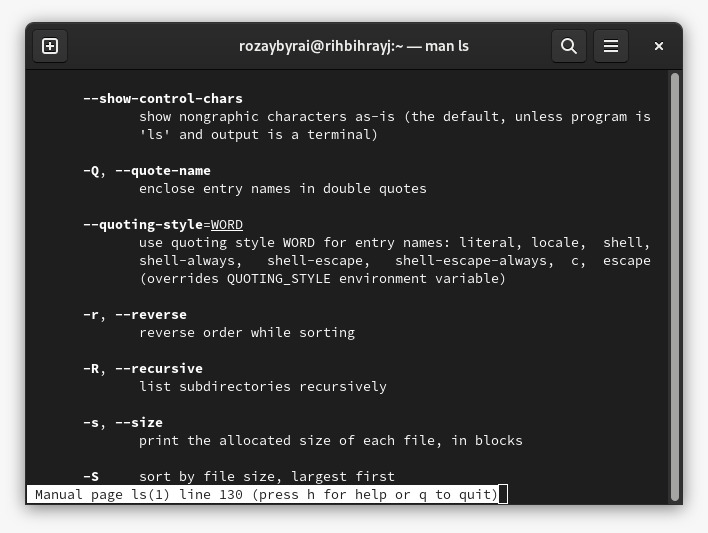 rozaybyrai@rihbihrayj:~ — man ls
--show-control-chars
show nongraphic characters as-is (the default, unless program is
'ls' and output is a terminal)
-Q, --quote-name
enclose entry names in double quotes
--quoting-style=WORD
use quoting style WORD for entry names: literal, locale, shell,
shell-always, shell-escape, shell-escape-always, c, escape
(overrides QUOTING_STYLE environment variable)
-r, --reverse
reverse order while sorting
-R, --recursive
list subdirectories recursively
-s, --size
print the allocated size of each file, in blocks
-S sort by file size, largest first
Manual page ls(1) line 130 (press h for help or q to quit)